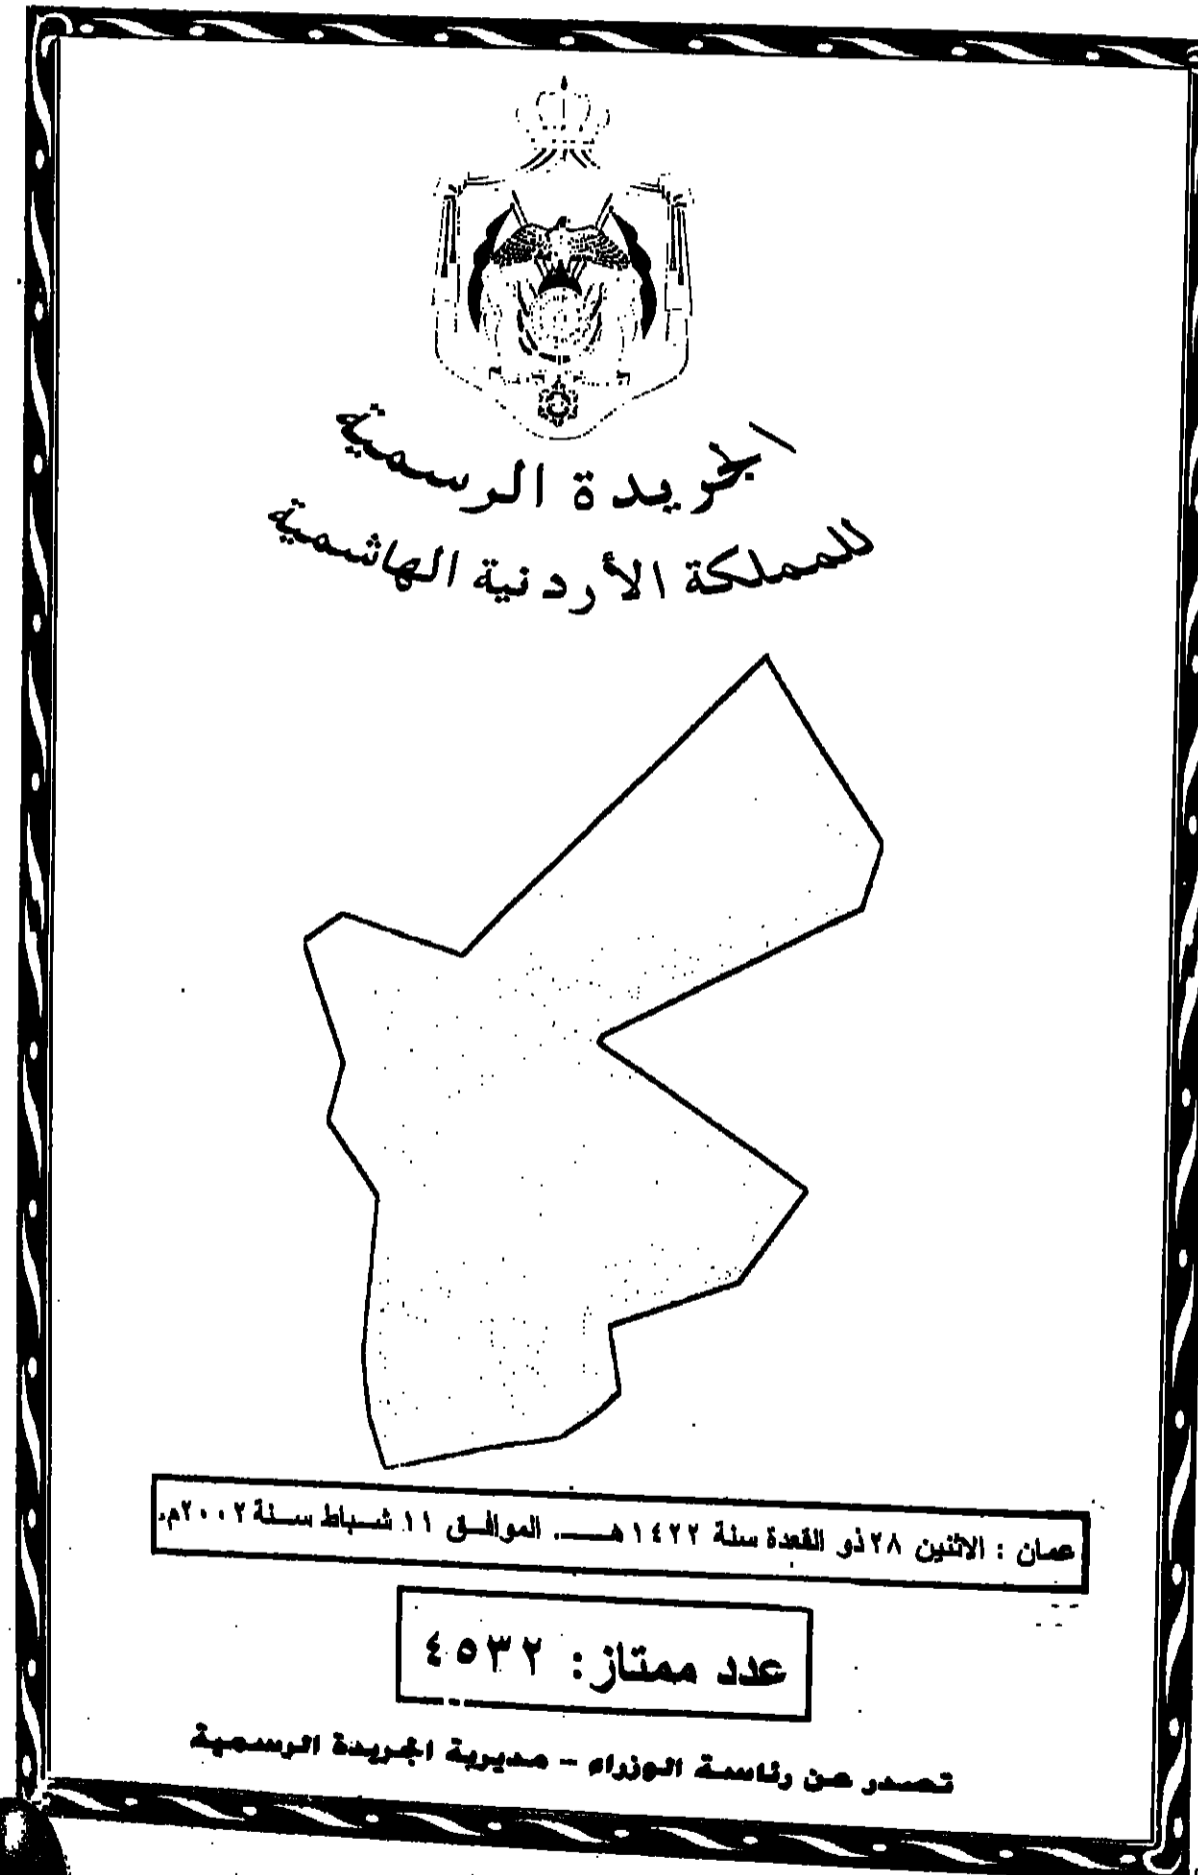 الجريدة الرسمية
للمملكة الأردنية الهاشمية
عمان : الاثنين ٢٨ ذو القعدة سنة ١٤٢٢ هـ. الموافق ١١ شباط سنة ٢٠٠٢م.
عدد ممتاز: ٤٥٣٢
تصدر عن رئاسة الوزراء - مديرية الجريدة الرسمية